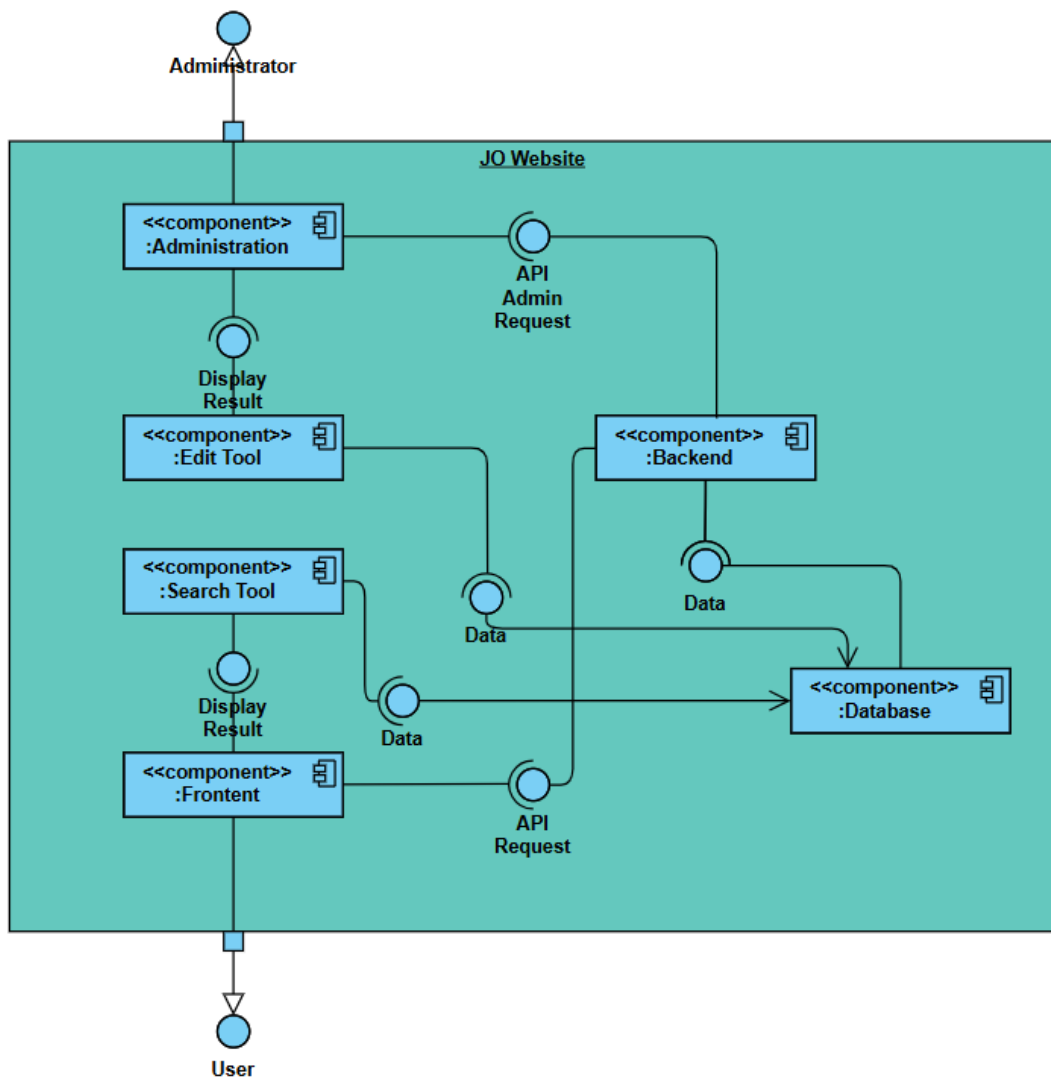 Administrator
JO Website
<<component>>
:Administration
API
Admin
Request
Display
Result
<<component>>
:Edit Tool
<<component>>
:Backend
<<component>>
:Search Tool
Data
Data
Display
Result
Data
<<component>>
:Database
<<component>>
:Frontent
API
Request
User